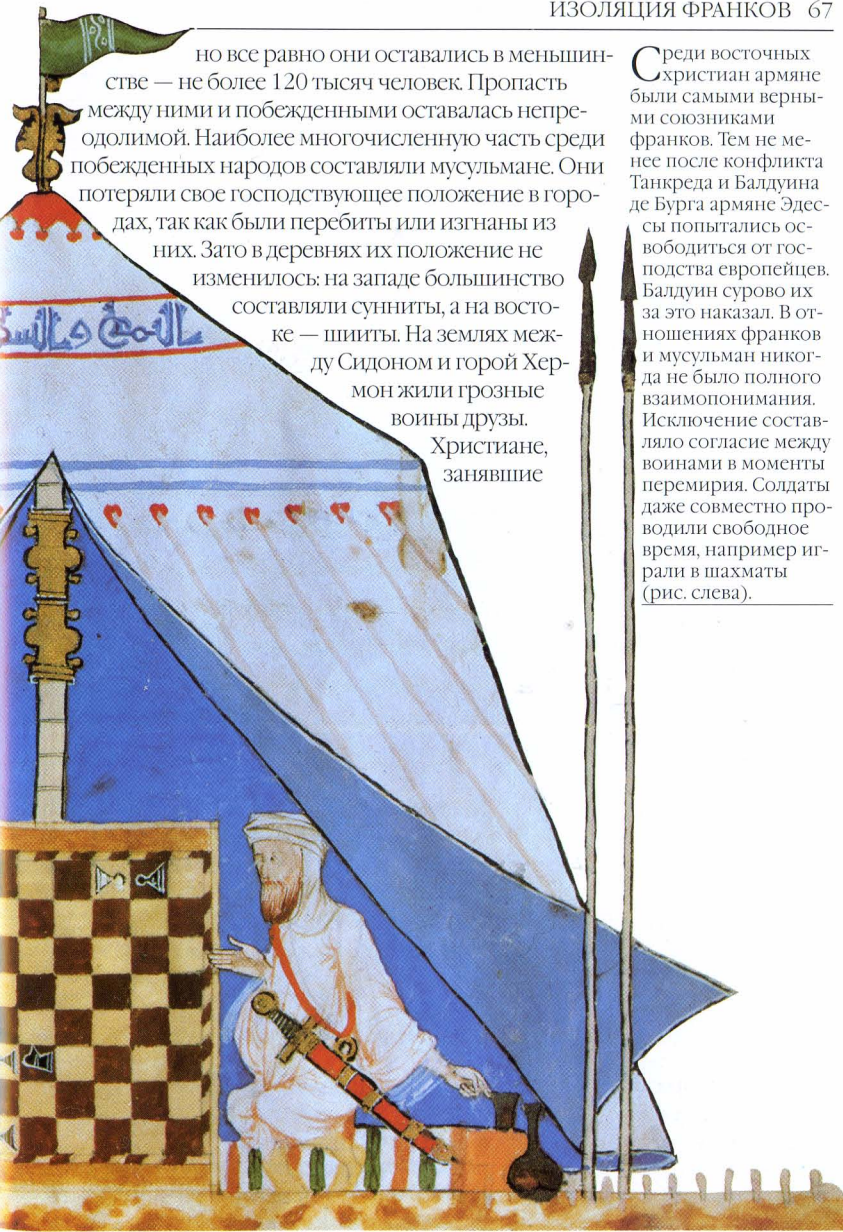 ИЗОЛЯЦИЯ ФРАНКОВ 67
но все равно они оставались в меньшин-
стве — не более 120 тысяч человек. Пропасть
между ними и побежденными оставалась непре-
одолимой. Наиболее многочисленную часть среди
побежденных народов составляли мусульмане. Они
потеряли свое господствующее положение в горо-
дах, так как были перебиты или изгнаны из
них. Зато в деревнях их положение не
изменилось: на западе большинство
составляли сунниты, а на восто-
ке — шииты. На землях меж-
ду Сидоном и горой Хер-
мон жили грозные
воины друзы.
Христиане,
занявшие
Среди восточных
христиан армяне
были самыми верны-
ми союзниками
франков. Тем не ме-
нее после конфликта
Танкреда и Балдуина
де Бурга армяне Эдес-
сы попытались ос-
вободиться от гос-
подства европейцев.
Балдуин сурово их
за это наказал. В от-
ношениях франков
и мусульман никог-
да не было полного
взаимопонимания.
Исключение состав-
ляло согласие между
воинами в моменты
перемирия. Солдаты
даже совместно про-
водили свободное
время, например иг-
рали в шахматы
(рис. слева).